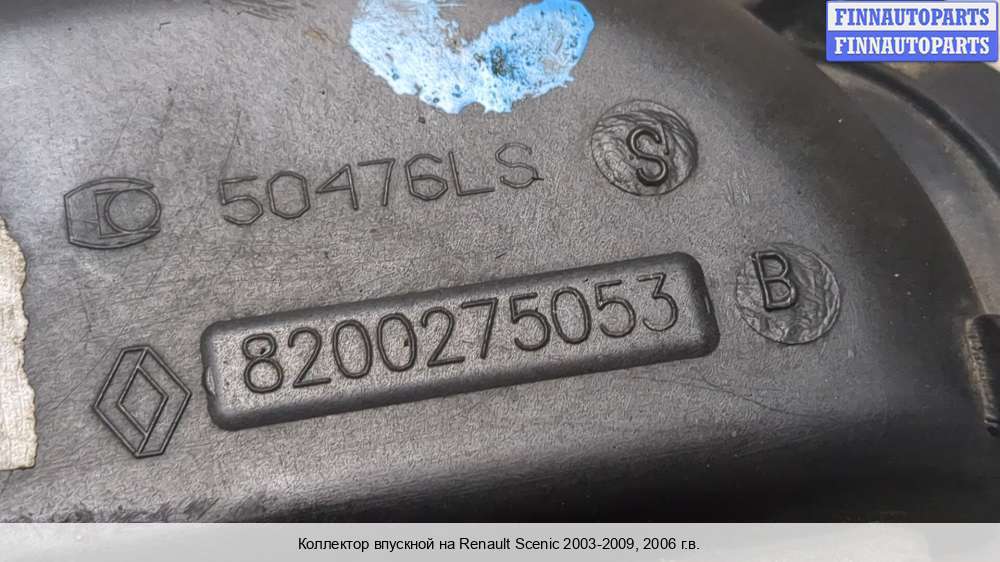 FINNAUTOPARTS
FINNAUTOPARTS
50476LS
S
8200275053
B
Коллектор впускной на Renault Scenic 2003-2009, 2006 г.в.